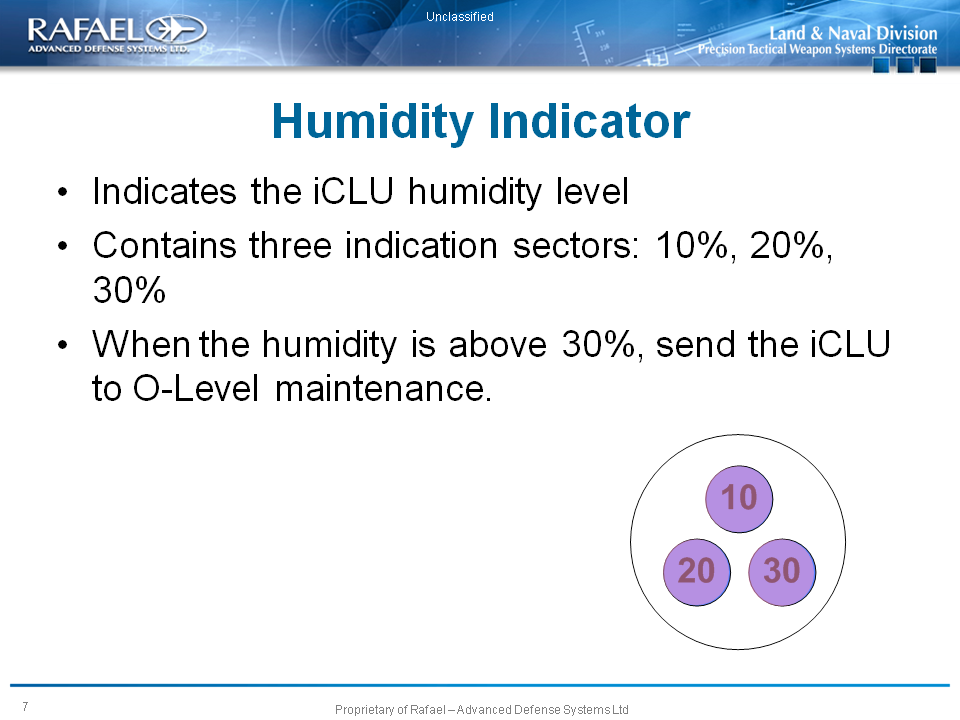 Unclassified
RAFAEL
ADVANCED DEFENSE SYSTEMS LTD.
Land & Naval Division
Precision Tactical Weapon Systems Directorate
Humidity Indicator
• Indicates the iCLU humidity level
• Contains three indication sectors: 10%, 20%,
30%
• When the humidity is above 30%, send the iCLU
to O-Level maintenance.
10
20 30
7
Proprietary of Rafael – Advanced Defense Systems Ltd